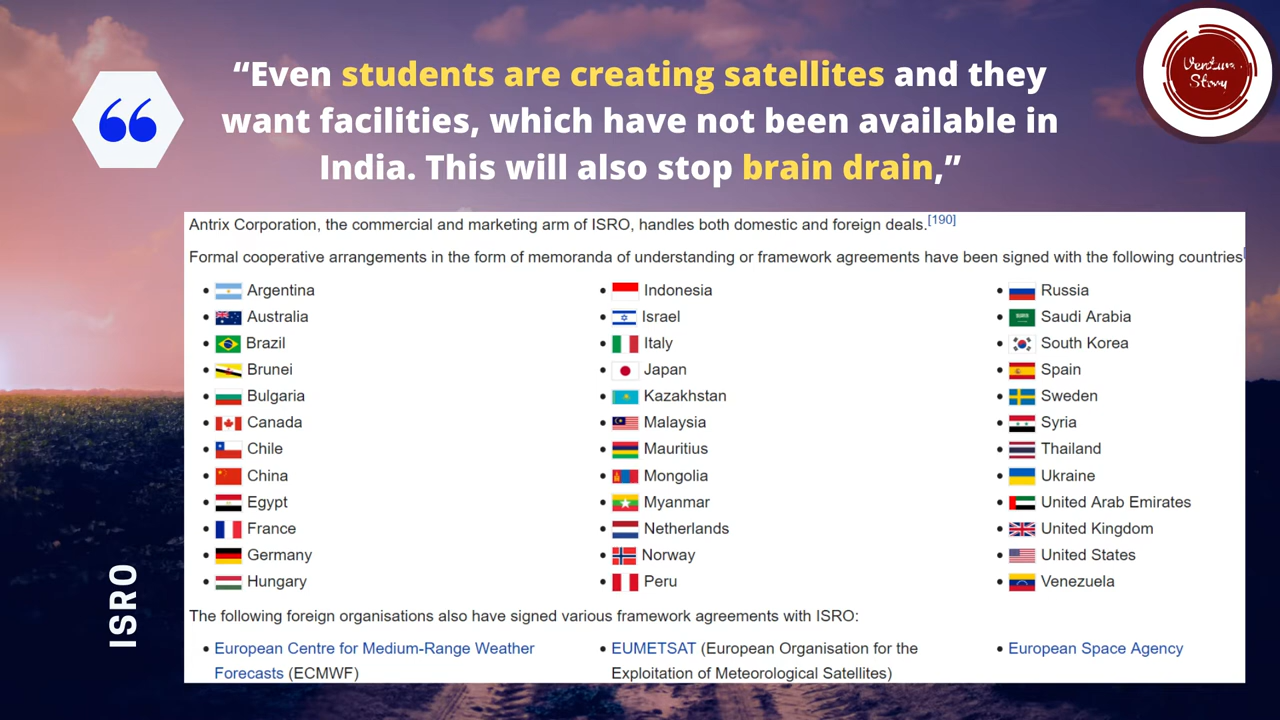 “Even students are creating satellites and they
want facilities, which have not been available in
India. This will also stop brain drain,”
Venture
Story
Antrix Corporation, the commercial and marketing arm of ISRO, handles both domestic and foreign deals.[190]
Formal cooperative arrangements in the form of memoranda of understanding or framework agreements have been signed with the following countries[
Argentina
Australia
Brazil
Brunei
Bulgaria
Canada
Chile
China
Egypt
France
Germany
Hungary
Indonesia
Israel
Italy
Japan
Kazakhstan
Malaysia
Mauritius
Mongolia
Myanmar
Netherlands
Norway
Peru
Russia
Saudi Arabia
South Korea
Spain
Sweden
Syria
Thailand
Ukraine
United Arab Emirates
United Kingdom
United States
Venezuela
The following foreign organisations also have signed various framework agreements with ISRO:
European Centre for Medium-Range Weather
Forecasts (ECMWF)
EUMETSAT (European Organisation for the
Exploitation of Meteorological Satellites)
European Space Agency
ISRO